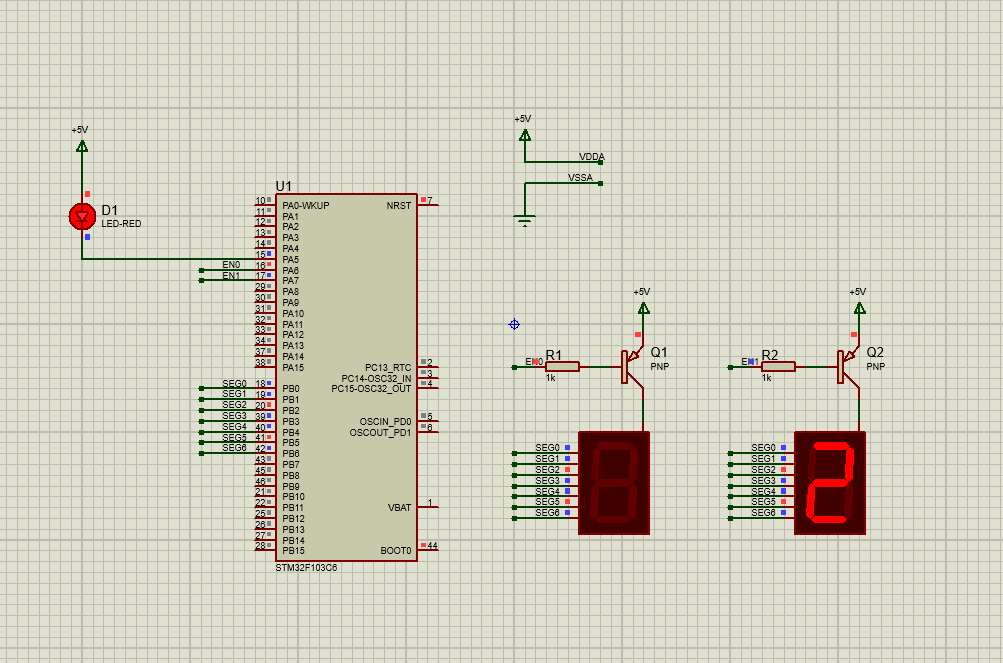 +5V
D1
LED-RED
U1
10 PA0-WKUP
11 PA1
12 PA2
13 PA3
14 PA4
15 PA5
EN0 16 PA6
EN1 17 PA7
29 PA8
30 PA9
31 PA10
32 PA11
33 PA12
34 PA13
37 PA14
38 PA15
SEG0 18 PB0
SEG1 19 PB1
SEG2 20 PB2
SEG3 39 PB3
SEG4 40 PB4
SEG5 41 PB5
SEG6 42 PB6
43 PB7
45 PB8
46 PB9
21 PB10
22 PB11
25 PB12
26 PB13
27 PB14
28 PB15
NRST 7
PC13_RTC 2
PC14-OSC32_IN 3
PC15-OSC32_OUT 4
OSCIN_PD0 5
OSCOUT_PD1 6
VBAT 1
BOOT0 44
STM32F103C6
+5V
VDDA
VSSA
+5V
EN0 R1
1k
Q1
PNP
SEG0
SEG1
SEG2
SEG3
SEG4
SEG5
SEG6
+5V
EN1 R2
1k
Q2
PNP
SEG0
SEG1
SEG2
SEG3
SEG4
SEG5
SEG6
2